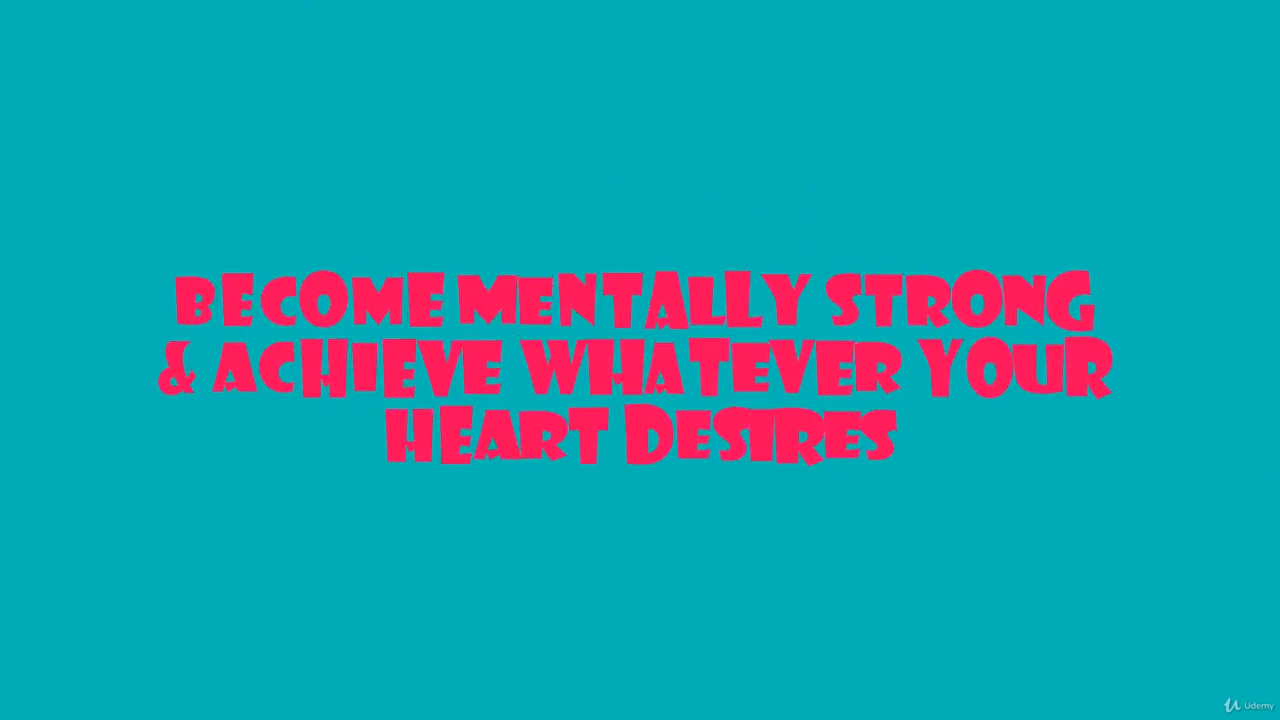 BECOME MENTALLY STRONG
& ACHIEVE WHATEVER YOUR
HEART DESIRES
Udemy